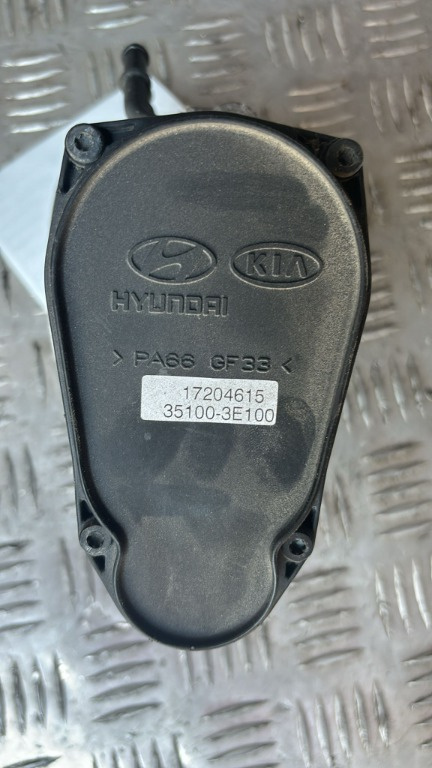 KIA
HYUNDAI
> PA66 GF33 <
17204615
35100-3E100